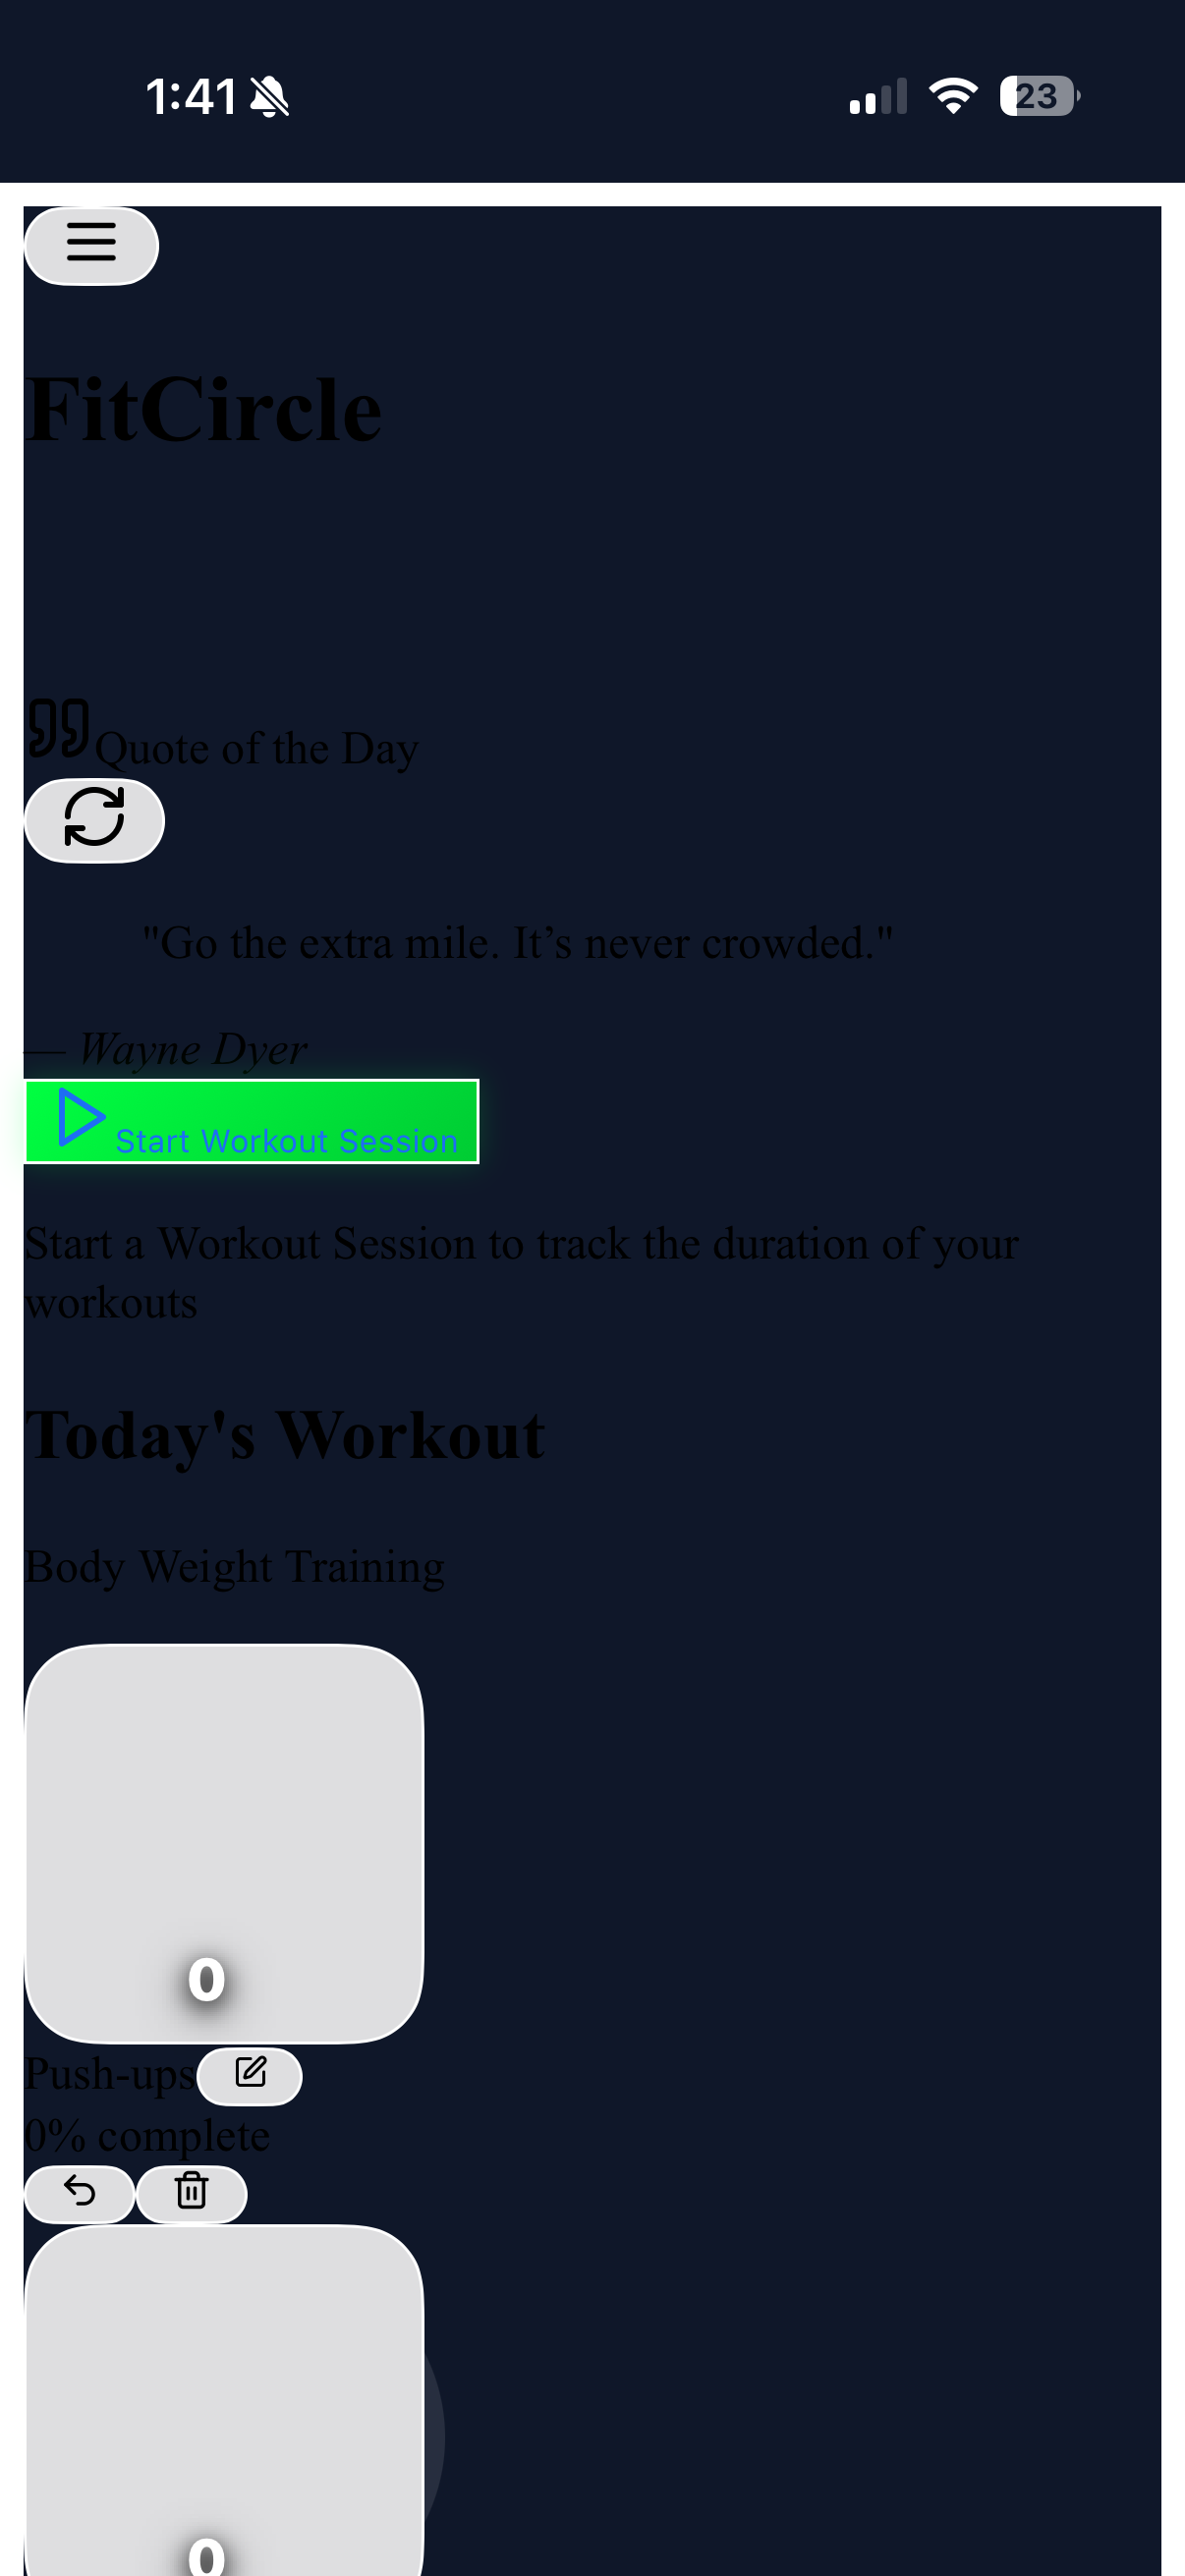 1:41
23
FitCircle
Quote of the Day
"Go the extra mile. It’s never crowded."
— Wayne Dyer
Start Workout Session
Start a Workout Session to track the duration of your
workouts
Today's Workout
Body Weight Training
0
Push-ups
0% complete
0